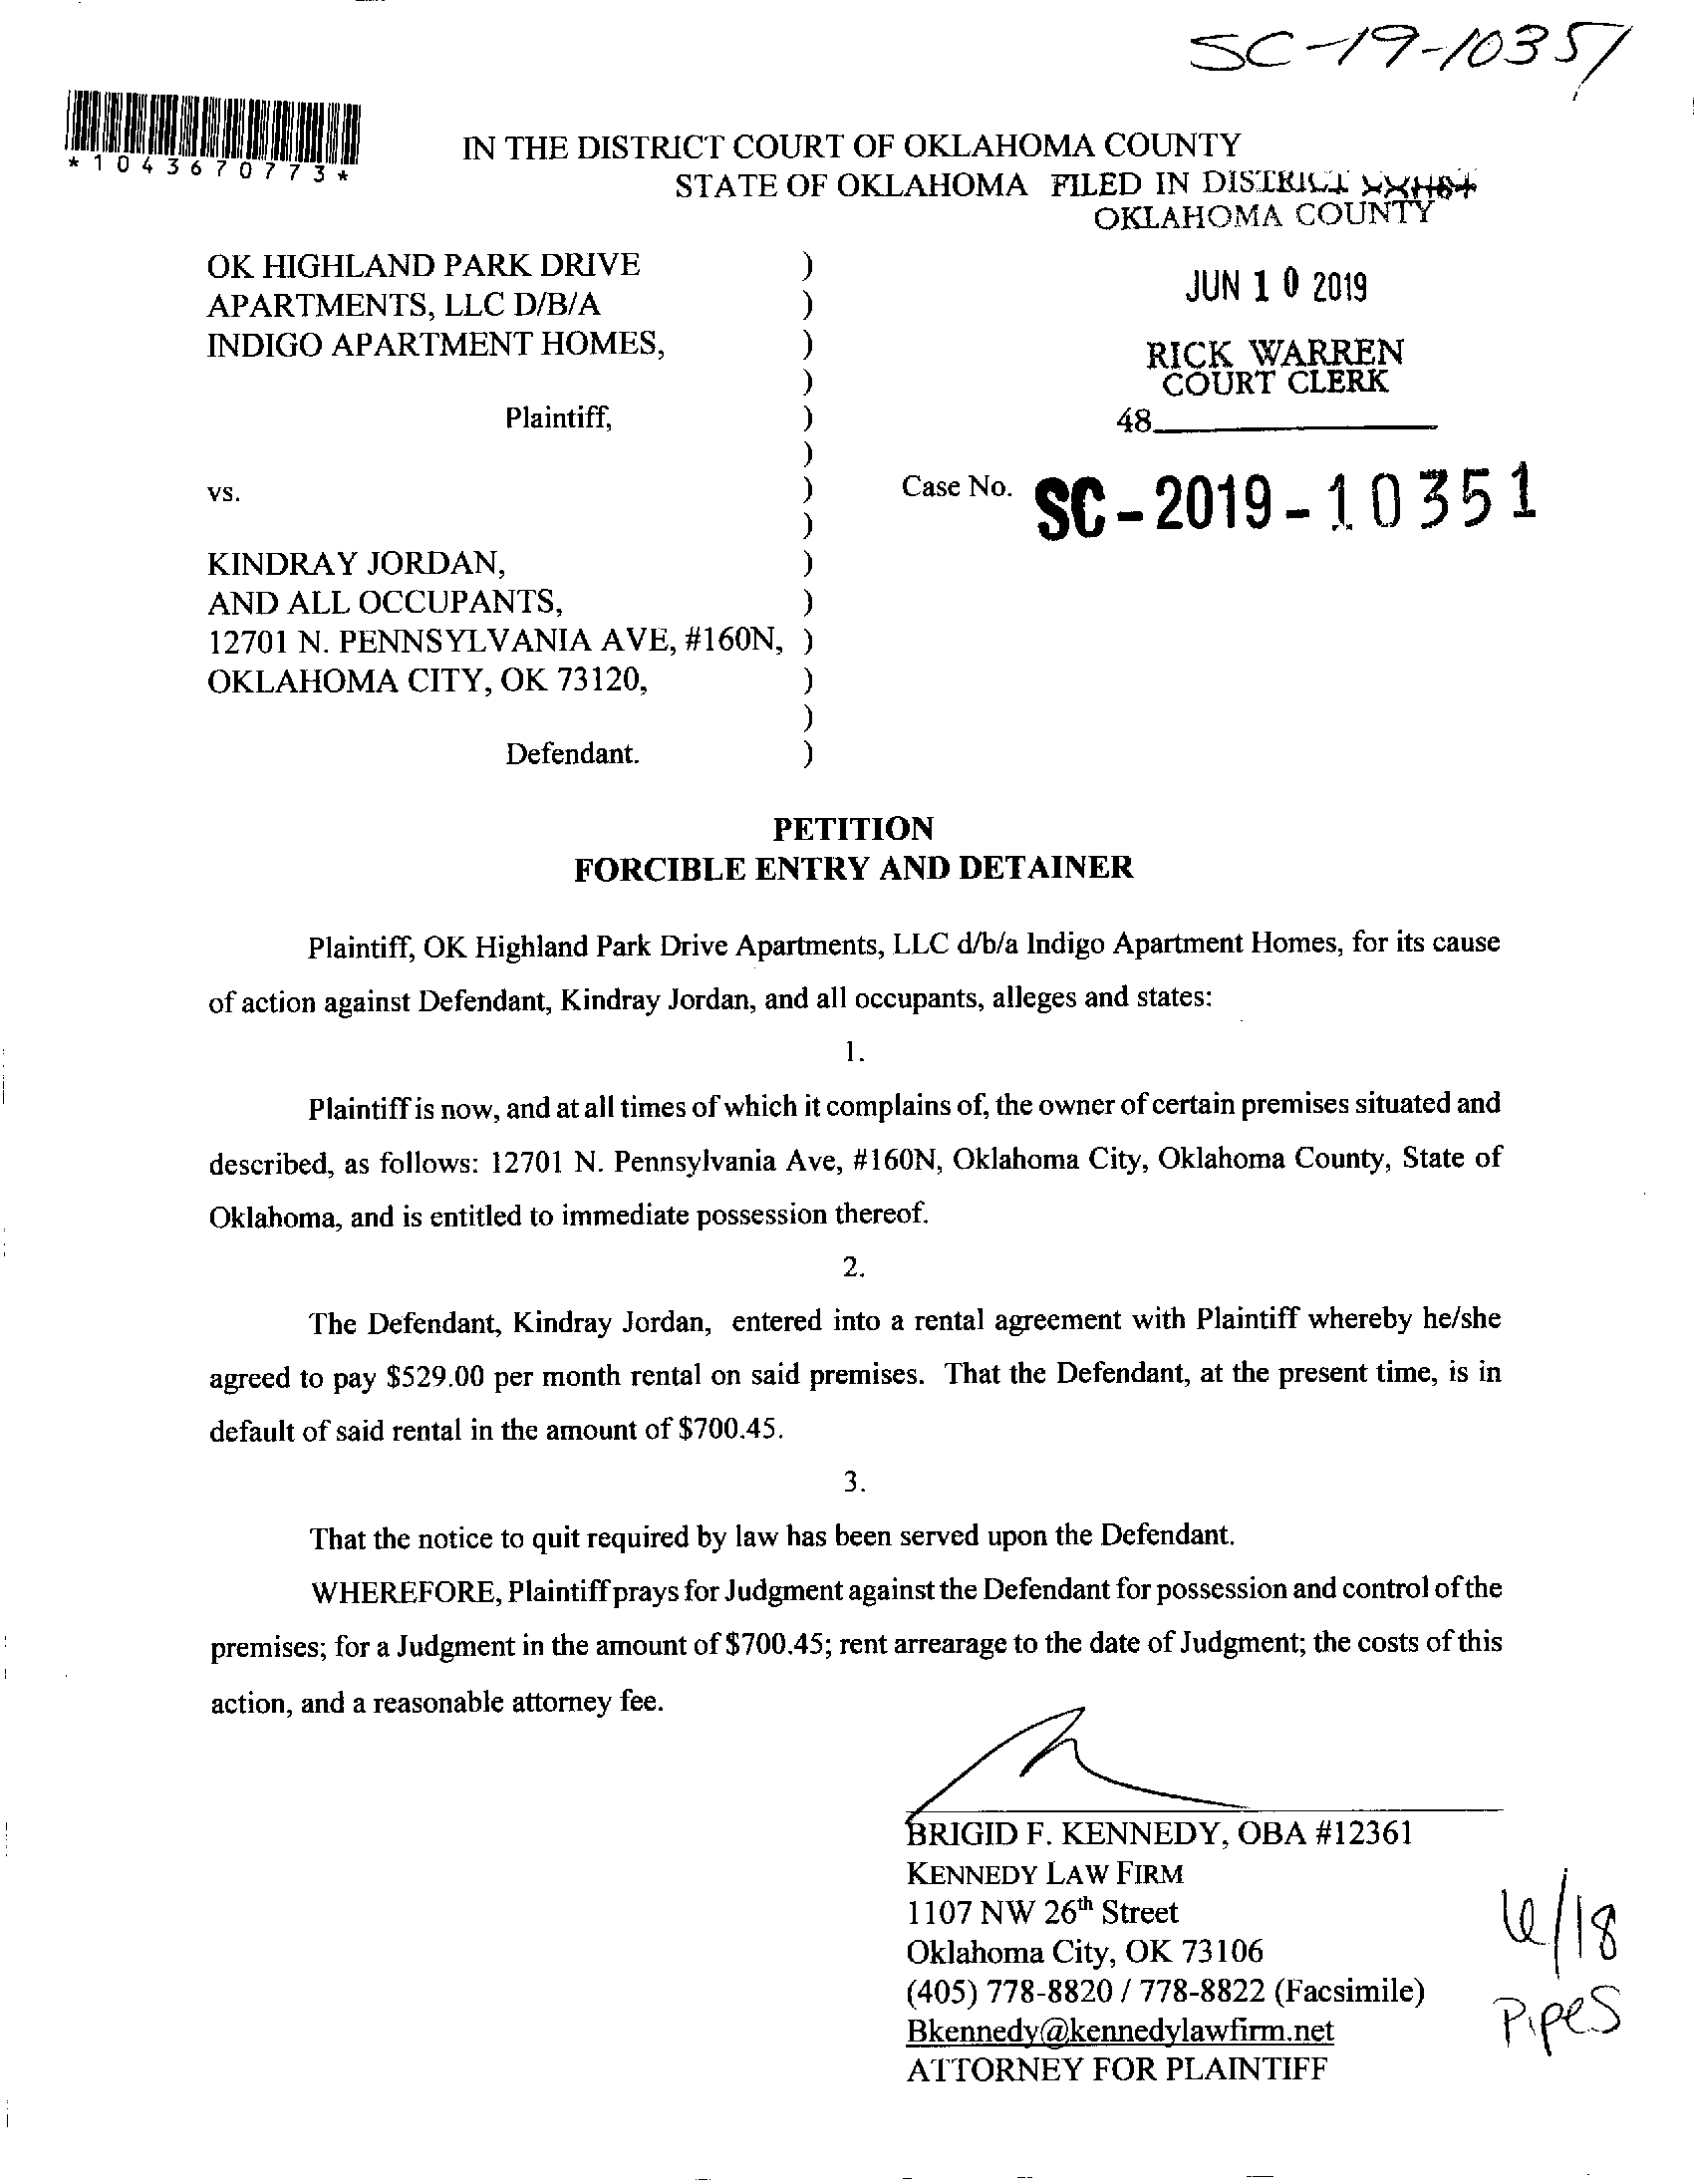 SC-19-10351
*1043670773*
IN THE DISTRICT COURT OF OKLAHOMA COUNTY
STATE OF OKLAHOMA FILED IN DISTRICT
OKLAHOMA COUNTY
OK HIGHLAND PARK DRIVE )
APARTMENTS, LLC D/B/A )
INDIGO APARTMENT HOMES, )
)
Plaintiff, )
)
vs. )
)
KINDRAY JORDAN, )
AND ALL OCCUPANTS, )
12701 N. PENNSYLVANIA AVE, #160N, )
OKLAHOMA CITY, OK 73120, )
)
Defendant. )
JUN 10 2019
RICK WARREN
COURT CLERK
48
Case No. SC-2019-10351
PETITION
FORCIBLE ENTRY AND DETAINER
Plaintiff, OK Highland Park Drive Apartments, LLC d/b/a Indigo Apartment Homes, for its cause
of action against Defendant, Kindray Jordan, and all occupants, alleges and states:
1.
Plaintiff is now, and at all times of which it complains of, the owner of certain premises situated and
described, as follows: 12701 N. Pennsylvania Ave, #160N, Oklahoma City, Oklahoma County, State of
Oklahoma, and is entitled to immediate possession thereof.
2.
The Defendant, Kindray Jordan, entered into a rental agreement with Plaintiff whereby he/she
agreed to pay $529.00 per month rental on said premises. That the Defendant, at the present time, is in
default of said rental in the amount of $700.45.
3.
That the notice to quit required by law has been served upon the Defendant.
WHEREFORE, Plaintiff prays for Judgment against the Defendant for possession and control of the
premises; for a Judgment in the amount of $700.45; rent arrearage to the date of Judgment; the costs of this
action, and a reasonable attorney fee.
BRIGID F. KENNEDY, OBA #12361
KENNEDY LAW FIRM
1107 NW 26th Street
Oklahoma City, OK 73106
(405) 778-8820 / 778-8822 (Facsimile)
Bkennedy@kennedylawfirm.net
ATTORNEY FOR PLAINTIFF
6/18
Pipes